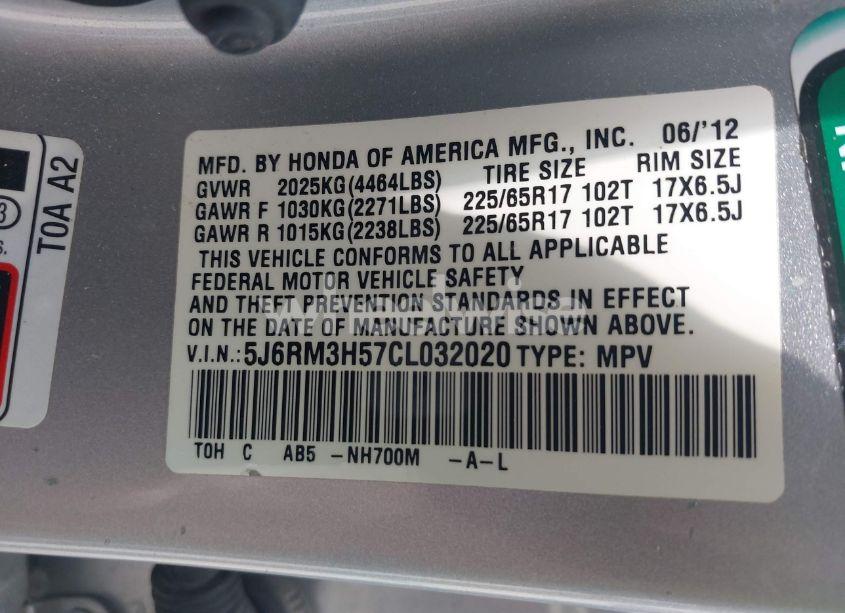 MFD. BY HONDA OF AMERICA MFG., INC. 06/'12
GVWR 2025KG(4464LBS) TIRE SIZE RIM SIZE
GAWR F 1030KG(2271LBS) 225/65R17 102T 17X6.5J
GAWR R 1015KG(2238LBS) 225/65R17 102T 17X6.5J
THIS VEHICLE CONFORMS TO ALL APPLICABLE
FEDERAL MOTOR VEHICLE SAFETY
AND THEFT PREVENTION STANDARDS IN EFFECT
ON THE DATE OF MANUFACTURE SHOWN ABOVE.
V.I.N.: 5J6RM3H57CL032020 TYPE: MPV
T0H C AB5 -NH700M -A-L
T0A A2
3